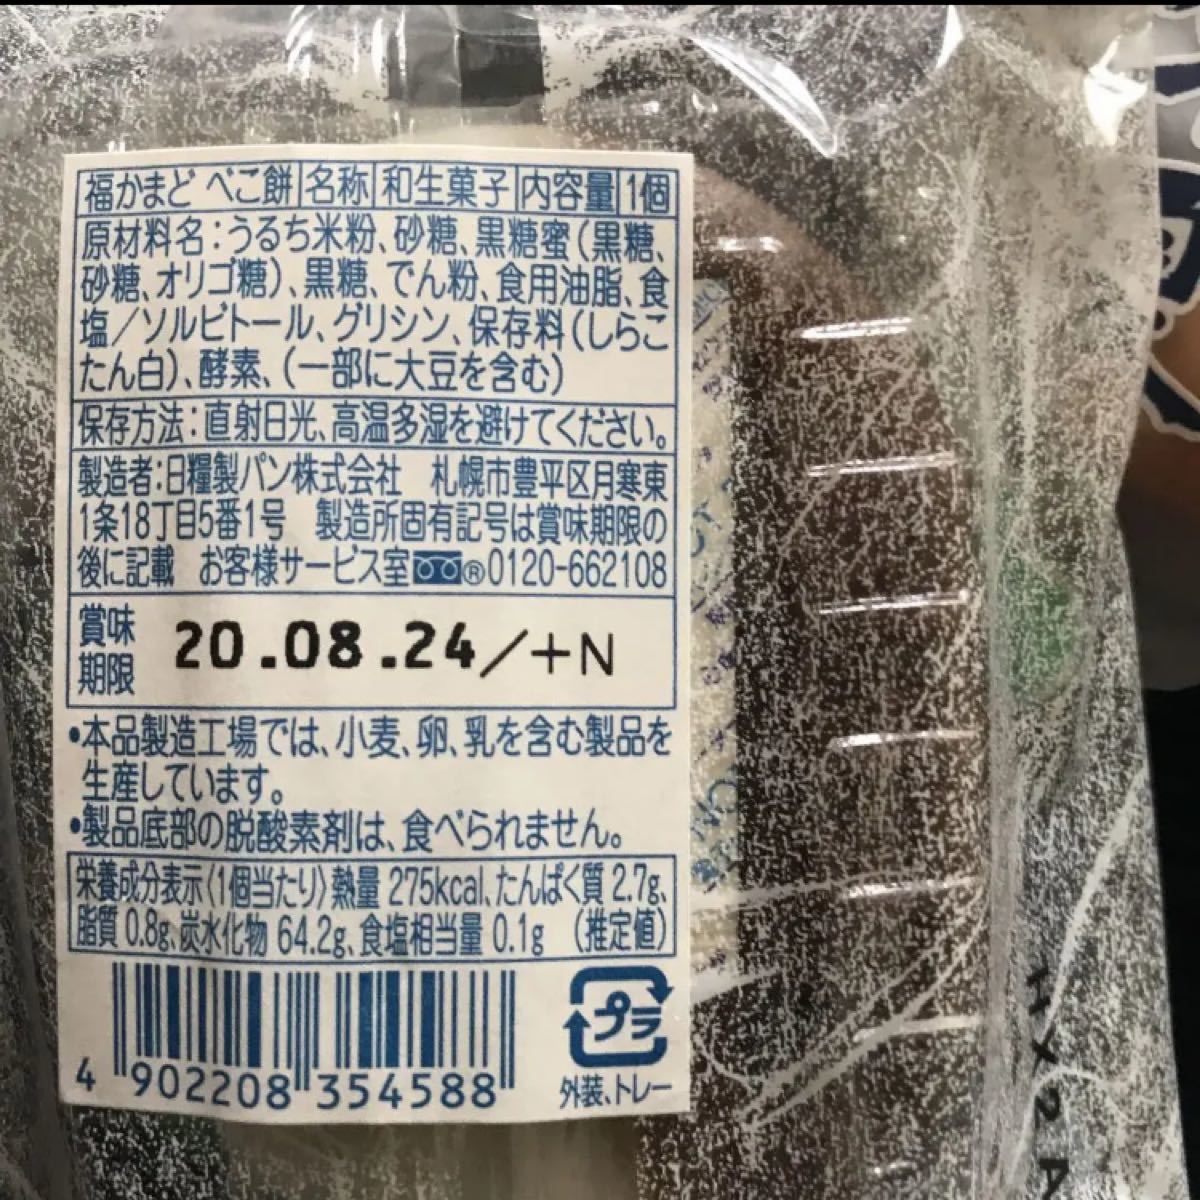 福かまど べこ餅 名称 和生菓子 内容量 1個
原材料名:うるち米粉、砂糖、黒糖蜜(黒糖、
砂糖、オリゴ糖)、黒糖、でん粉、食用油脂、食
塩/ソルビトール、グリシン、保存料(しらこ
たん白)、酵素、(一部に大豆を含む)
保存方法:直射日光、高温多湿を避けてください。
製造者:日糧製パン株式会社 札幌市豊平区月寒東
1条18丁目5番1号 製造所固有記号は賞味期限の
後に記載 お客様サービス室®0120-662108
賞味
期限
20.08.24/+N
•本品製造工場では、小麦、卵、乳を含む製品を
生産しています。
•製品底部の脱酸素剤は、食べられません。
栄養成分表示〈1個当たり〉熱量 275kcal、たんぱく質 2.7g、
脂質 0.8g、炭水化物 64.2g、食塩相当量 0.1g (推定値)
4 902208 354588
プラ
外装、トレー